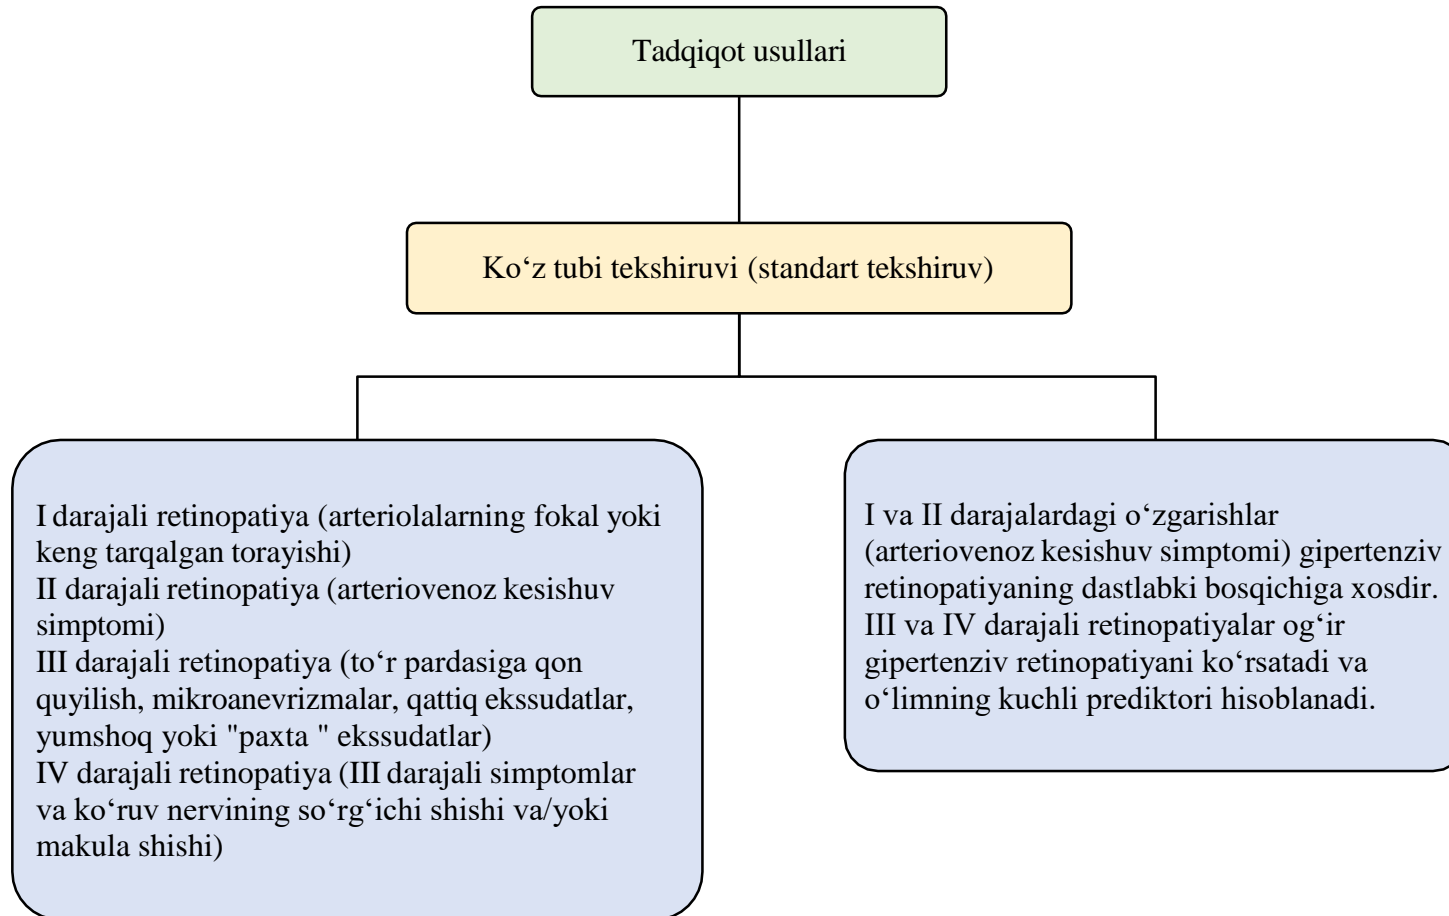 Tadqiqot usullari
Ko‘z tubi tekshiruvi (standart tekshiruv)
I darajali retinopatiya (arteriolalarning fokal yoki
keng tarqalgan torayishi)
II darajali retinopatiya (arteriovenoz kesishuv
simptomi)
III darajali retinopatiya (to‘r pardasiga qon
quyilish, mikroanevrizmalar, qattiq ekssudatlar,
yumshoq yoki "paxta " ekssudatlar)
IV darajali retinopatiya (III darajali simptomlar
va ko‘ruv nervining so‘rg‘ichi shishi va/yoki
makula shishi)
I va II darajalardagi o‘zgarishlar
(arteriovenoz kesishuv simptomi) gipertenziv
retinopatiyaning dastlabki bosqichiga xosdir.
III va IV darajali retinopatiyalar og‘ir
gipertenziv retinopatiyani ko‘rsatadi va
o‘limning kuchli prediktori hisoblanadi.